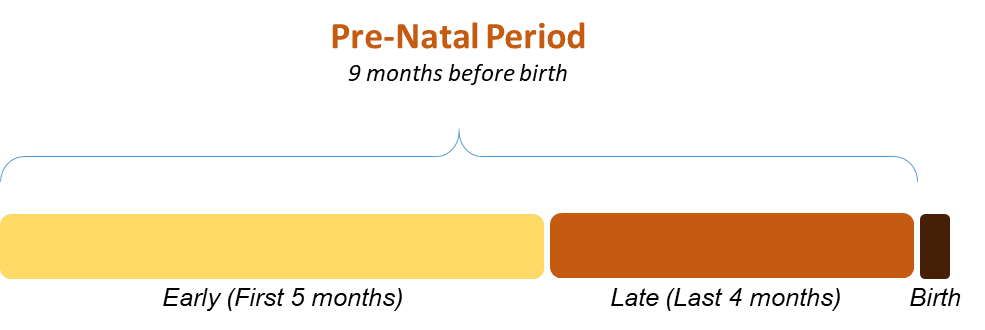 Pre-Natal Period
9 months before birth
Early (First 5 months)
Late (Last 4 months)
Birth